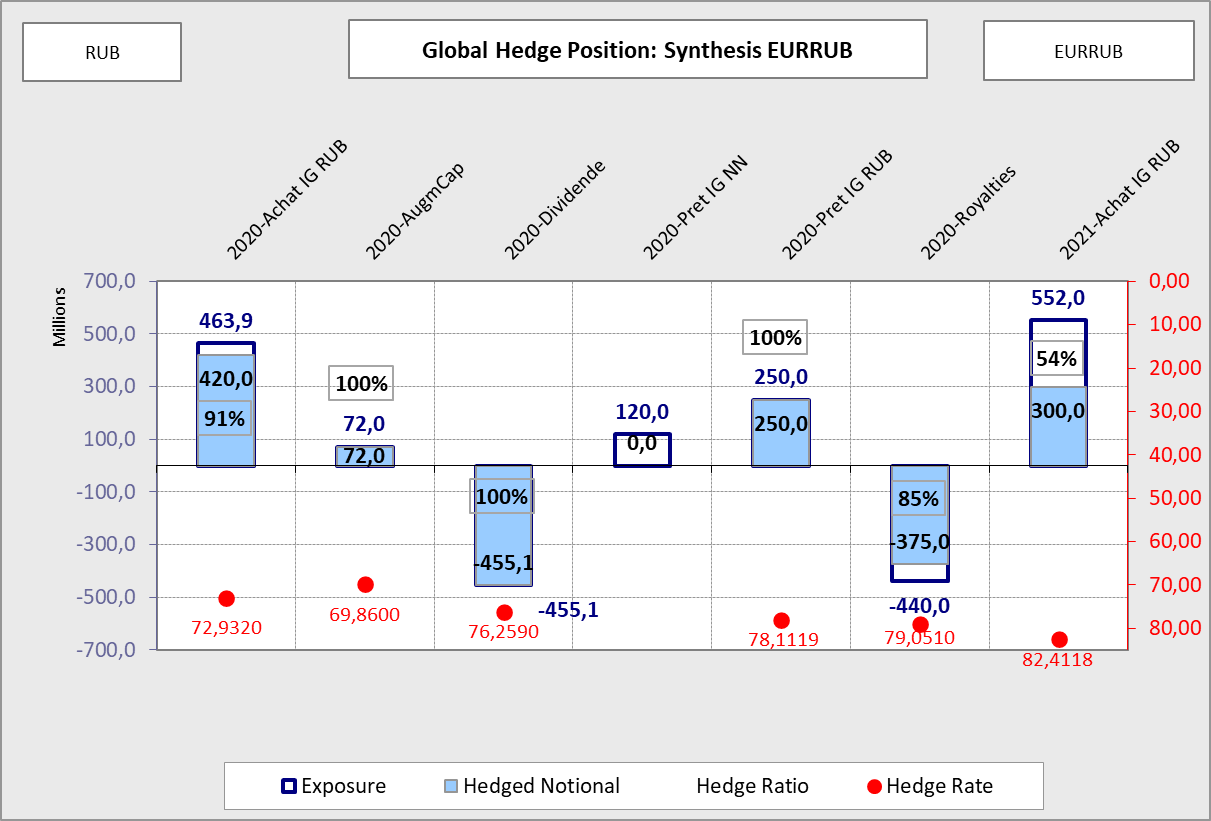 RUB
Global Hedge Position: Synthesis EURRUB
EURRUB
2020-Achat IG RUB
2020-AugmCap
2020-Dividende
2020-Pret IG NN
2020-Pret IG RUB
2020-Royalties
2021-Achat IG RUB
Millions
700,0
500,0
300,0
100,0
-100,0
-300,0
-500,0
-700,0
0,00
10,00
20,00
30,00
40,00
50,00
60,00
70,00
80,00
463,9
420,0
91%
72,9320
100%
72,0
72,0
69,8600
100%
-455,1
-455,1
76,2590
120,0
0,0
100%
250,0
250,0
78,1119
85%
-375,0
-440,0
79,0510
552,0
54%
300,0
82,4118
Exposure
Hedged Notional
Hedge Ratio
Hedge Rate